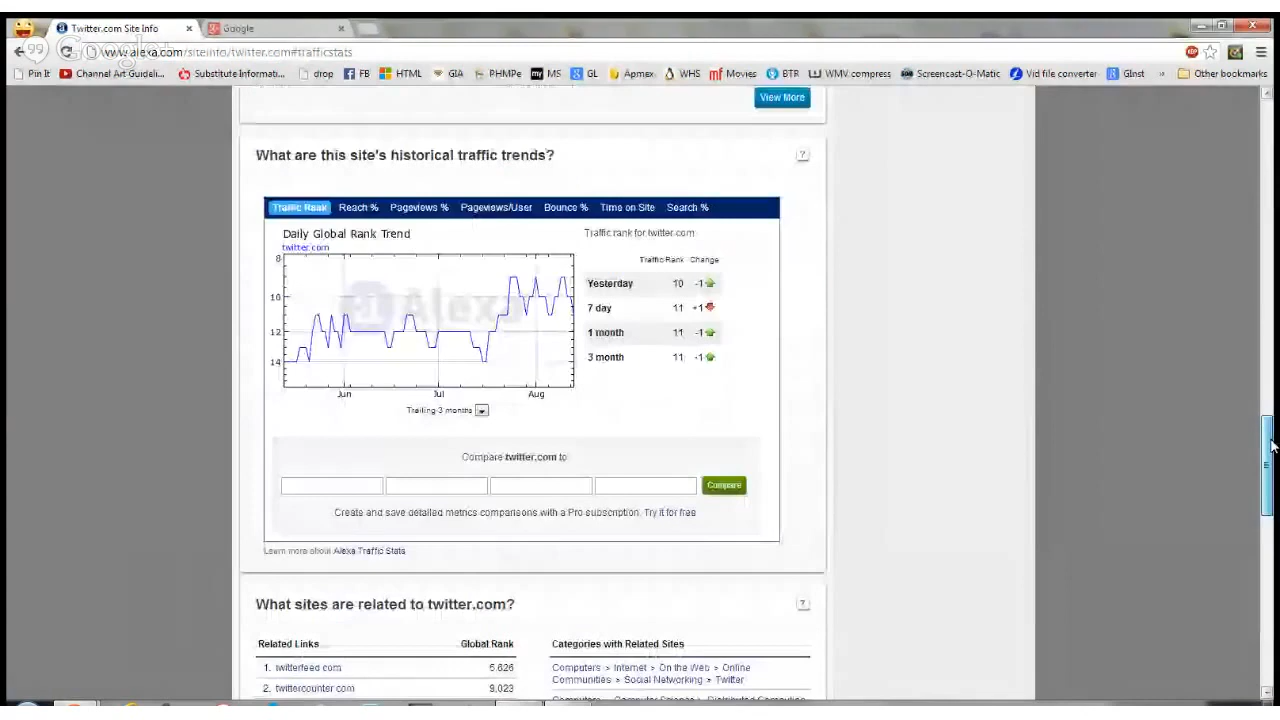 Twitter.com Site Info
Google
99 Google+
www.alexa.com/siteinfo/twitter.com#trafficstats
Pin It Channel Art Guideli... Substitute Informati... drop FB HTML GIA PHMPe MS GL Apmex WHS Movies BTR WMV compress Screencast-O-Matic Vid file converter GInst » Other bookmarks
View More
What are this site's historical traffic trends? ?
Traffic Rank Reach % Pageviews % Pageviews/User Bounce % Time on Site Search %
Daily Global Rank Trend
twitter.com
8
10
12
14
Jun Jul Aug
Alexa
Trailing 3 months
Traffic rank for twitter.com
Traffic Rank Change
Yesterday 10 -1
7 day 11 +1
1 month 11 -1
3 month 11 -1
Compare twitter.com to
Compare
Create and save detailed metrics comparisons with a Pro subscription. Try it for free
Learn more about Alexa Traffic Stats
What sites are related to twitter.com? ?
Related Links Global Rank
1. twitterfeed.com 5,626
2. twittercounter.com 9,023
Categories with Related Sites
Computers > Internet > On the Web > Online
Communities > Social Networking > Twitter
Computers > Computer Science > Distributed Computing